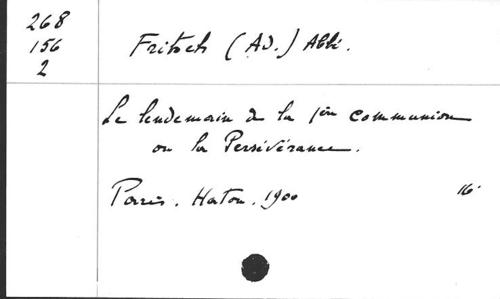 268
156
2
Fritsch (Ad.) Abbé.
Le lendemain de la 1ère communion
ou la Persévérance.
Paris. Haton. 1900 16°